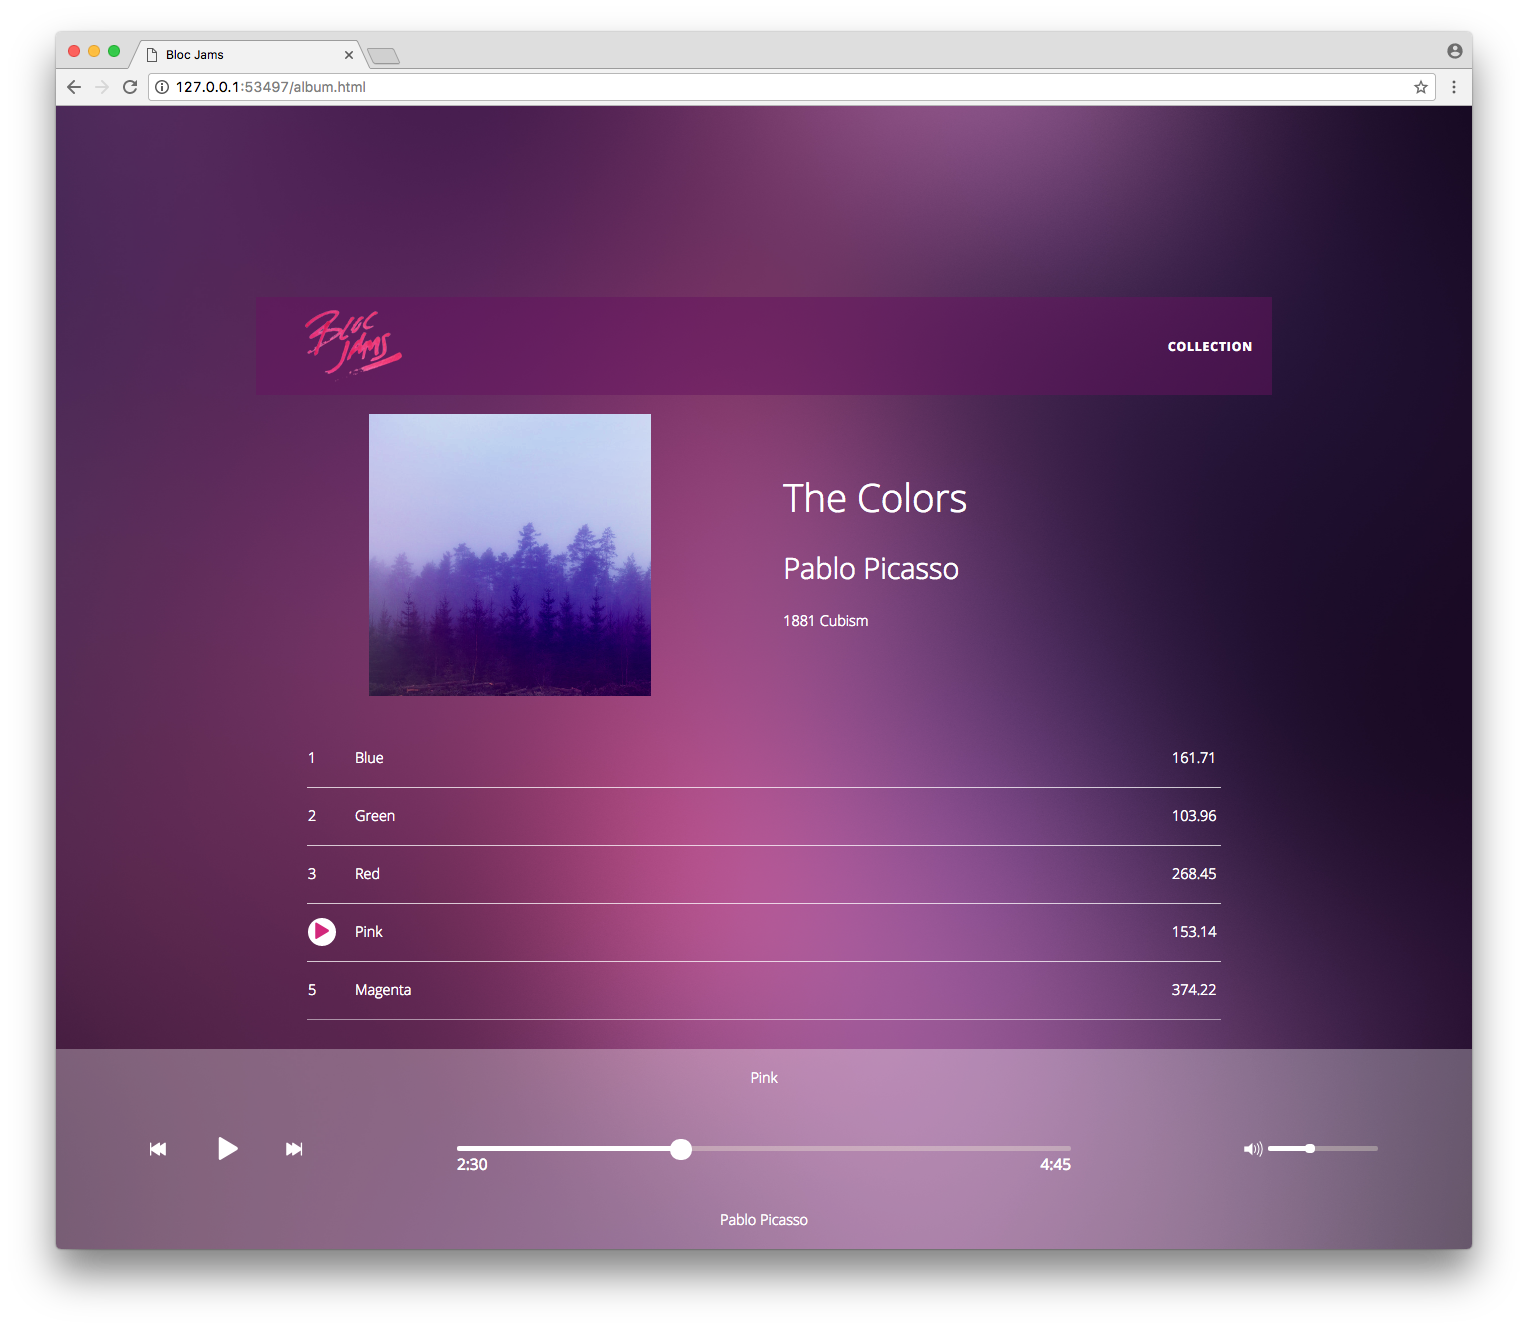 Bloc Jams
127.0.0.1:53497/album.html
BLOC
JAMS
COLLECTION
The Colors
Pablo Picasso
1881 Cubism
1 Blue 161.71
2 Green 103.96
3 Red 268.45
Pink 153.14
5 Magenta 374.22
Pink
2:30 4:45
Pablo Picasso